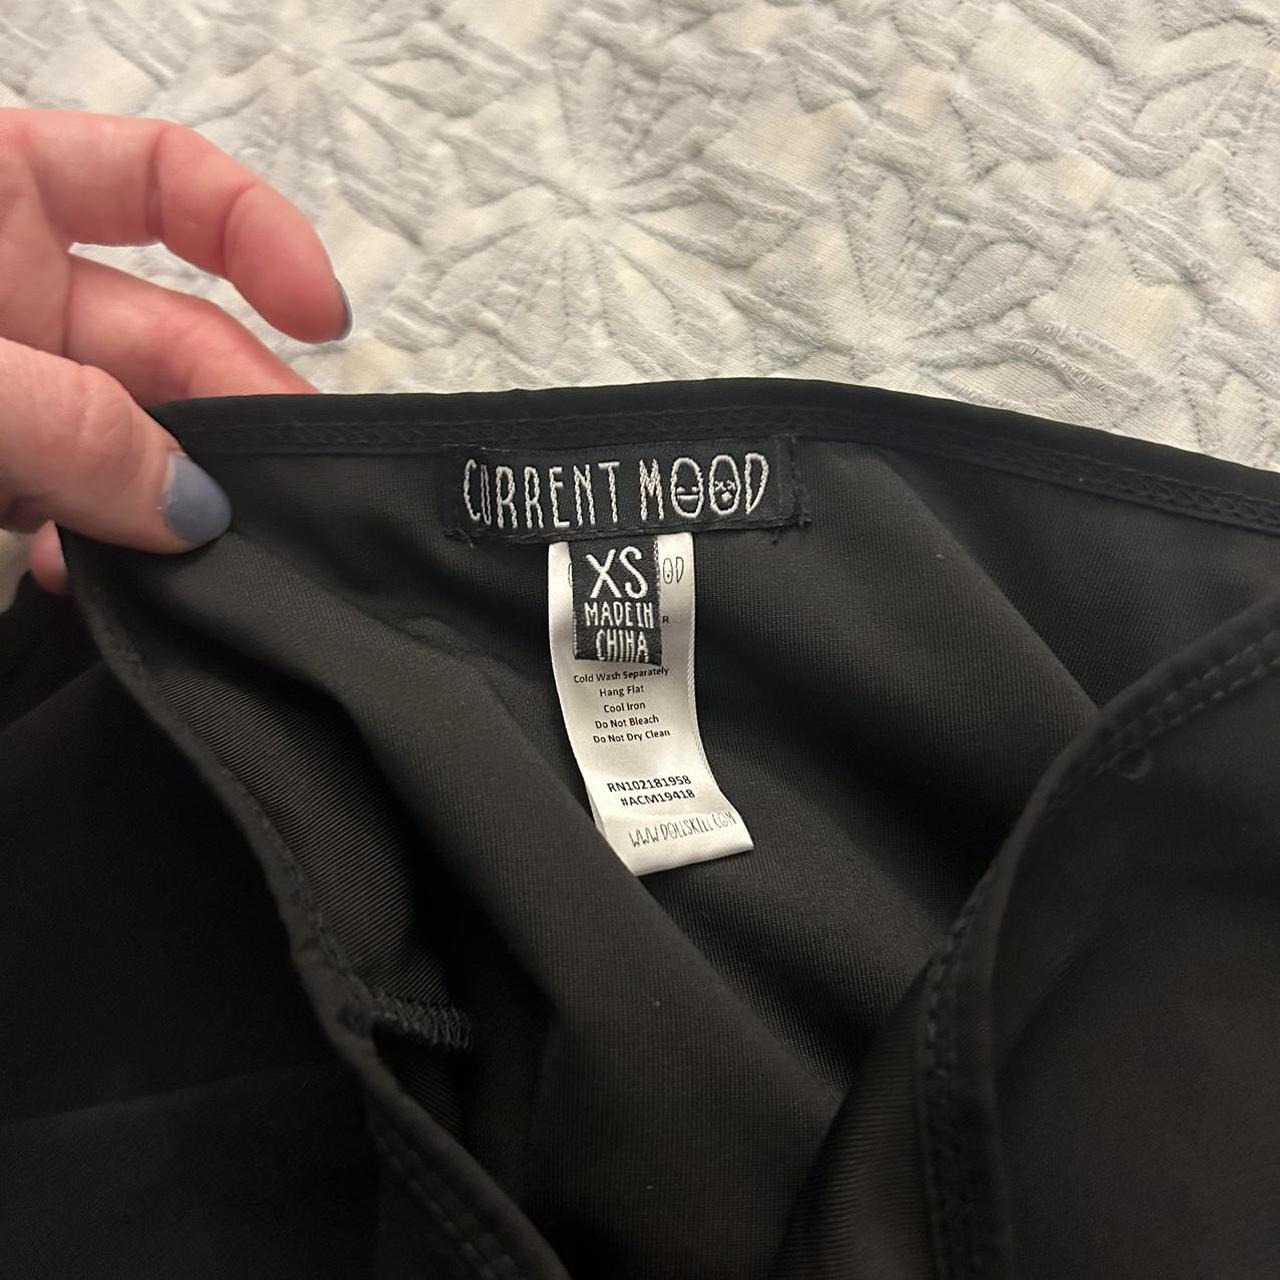 CURRENT MOOD
XS
OD
MADE IN
R
CHINA
Cold Wash Separately
Hang Flat
Cool Iron
Do Not Bleach
Do Not Dry Clean
RN102181958
#ACM19418
WWW.DOLLSKILL.COM